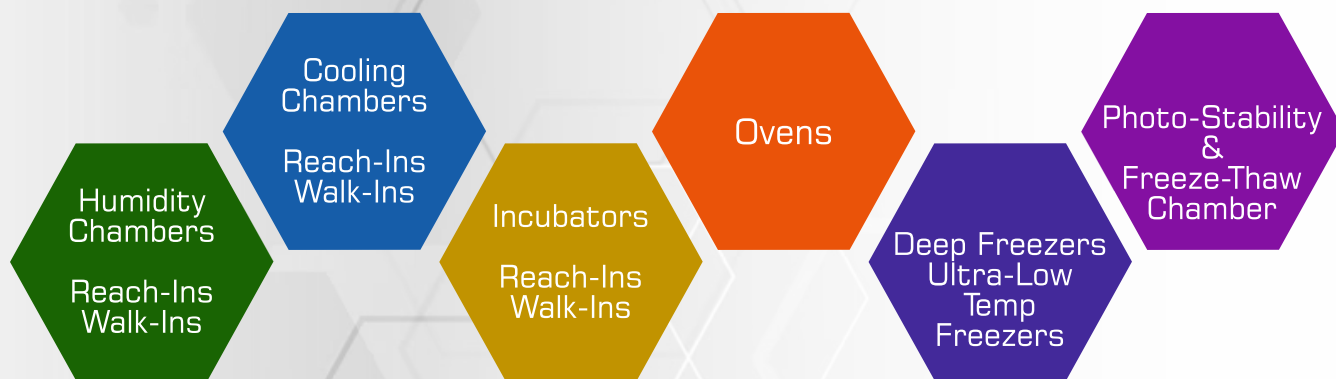 Humidity
Chambers
Reach-Ins
Walk-Ins
Cooling
Chambers
Reach-Ins
Walk-Ins
Incubators
Reach-Ins
Walk-Ins
Ovens
Deep Freezers
Ultra-Low
Temp
Freezers
Photo-Stability
&
Freeze-Thaw
Chamber